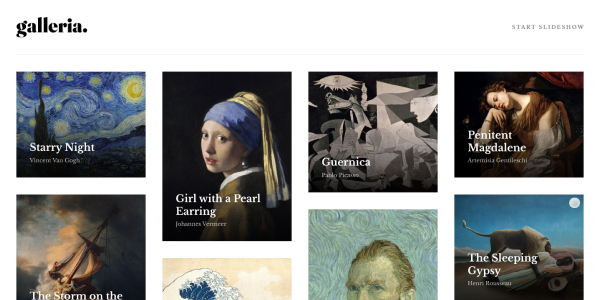 galleria.
START SLIDESHOW
Starry Night
Vincent Van Gogh
Girl with a Pearl
Earring
Johannes Vermeer
Guernica
Pablo Picasso
Penitent
Magdalene
Artemisia Gentileschi
The Storm on the
The Sleeping
Gypsy
Henri Rousseau